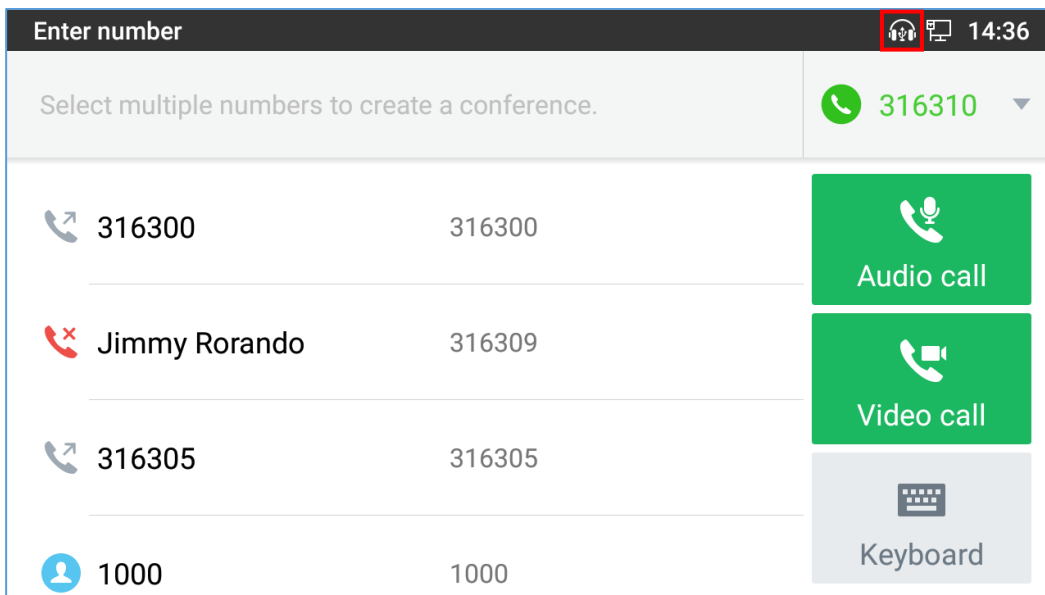 Enter number
14:36
Select multiple numbers to create a conference.
316310
316300 316300
Audio call
Jimmy Rorando 316309
Video call
316305 316305
Keyboard
1000 1000